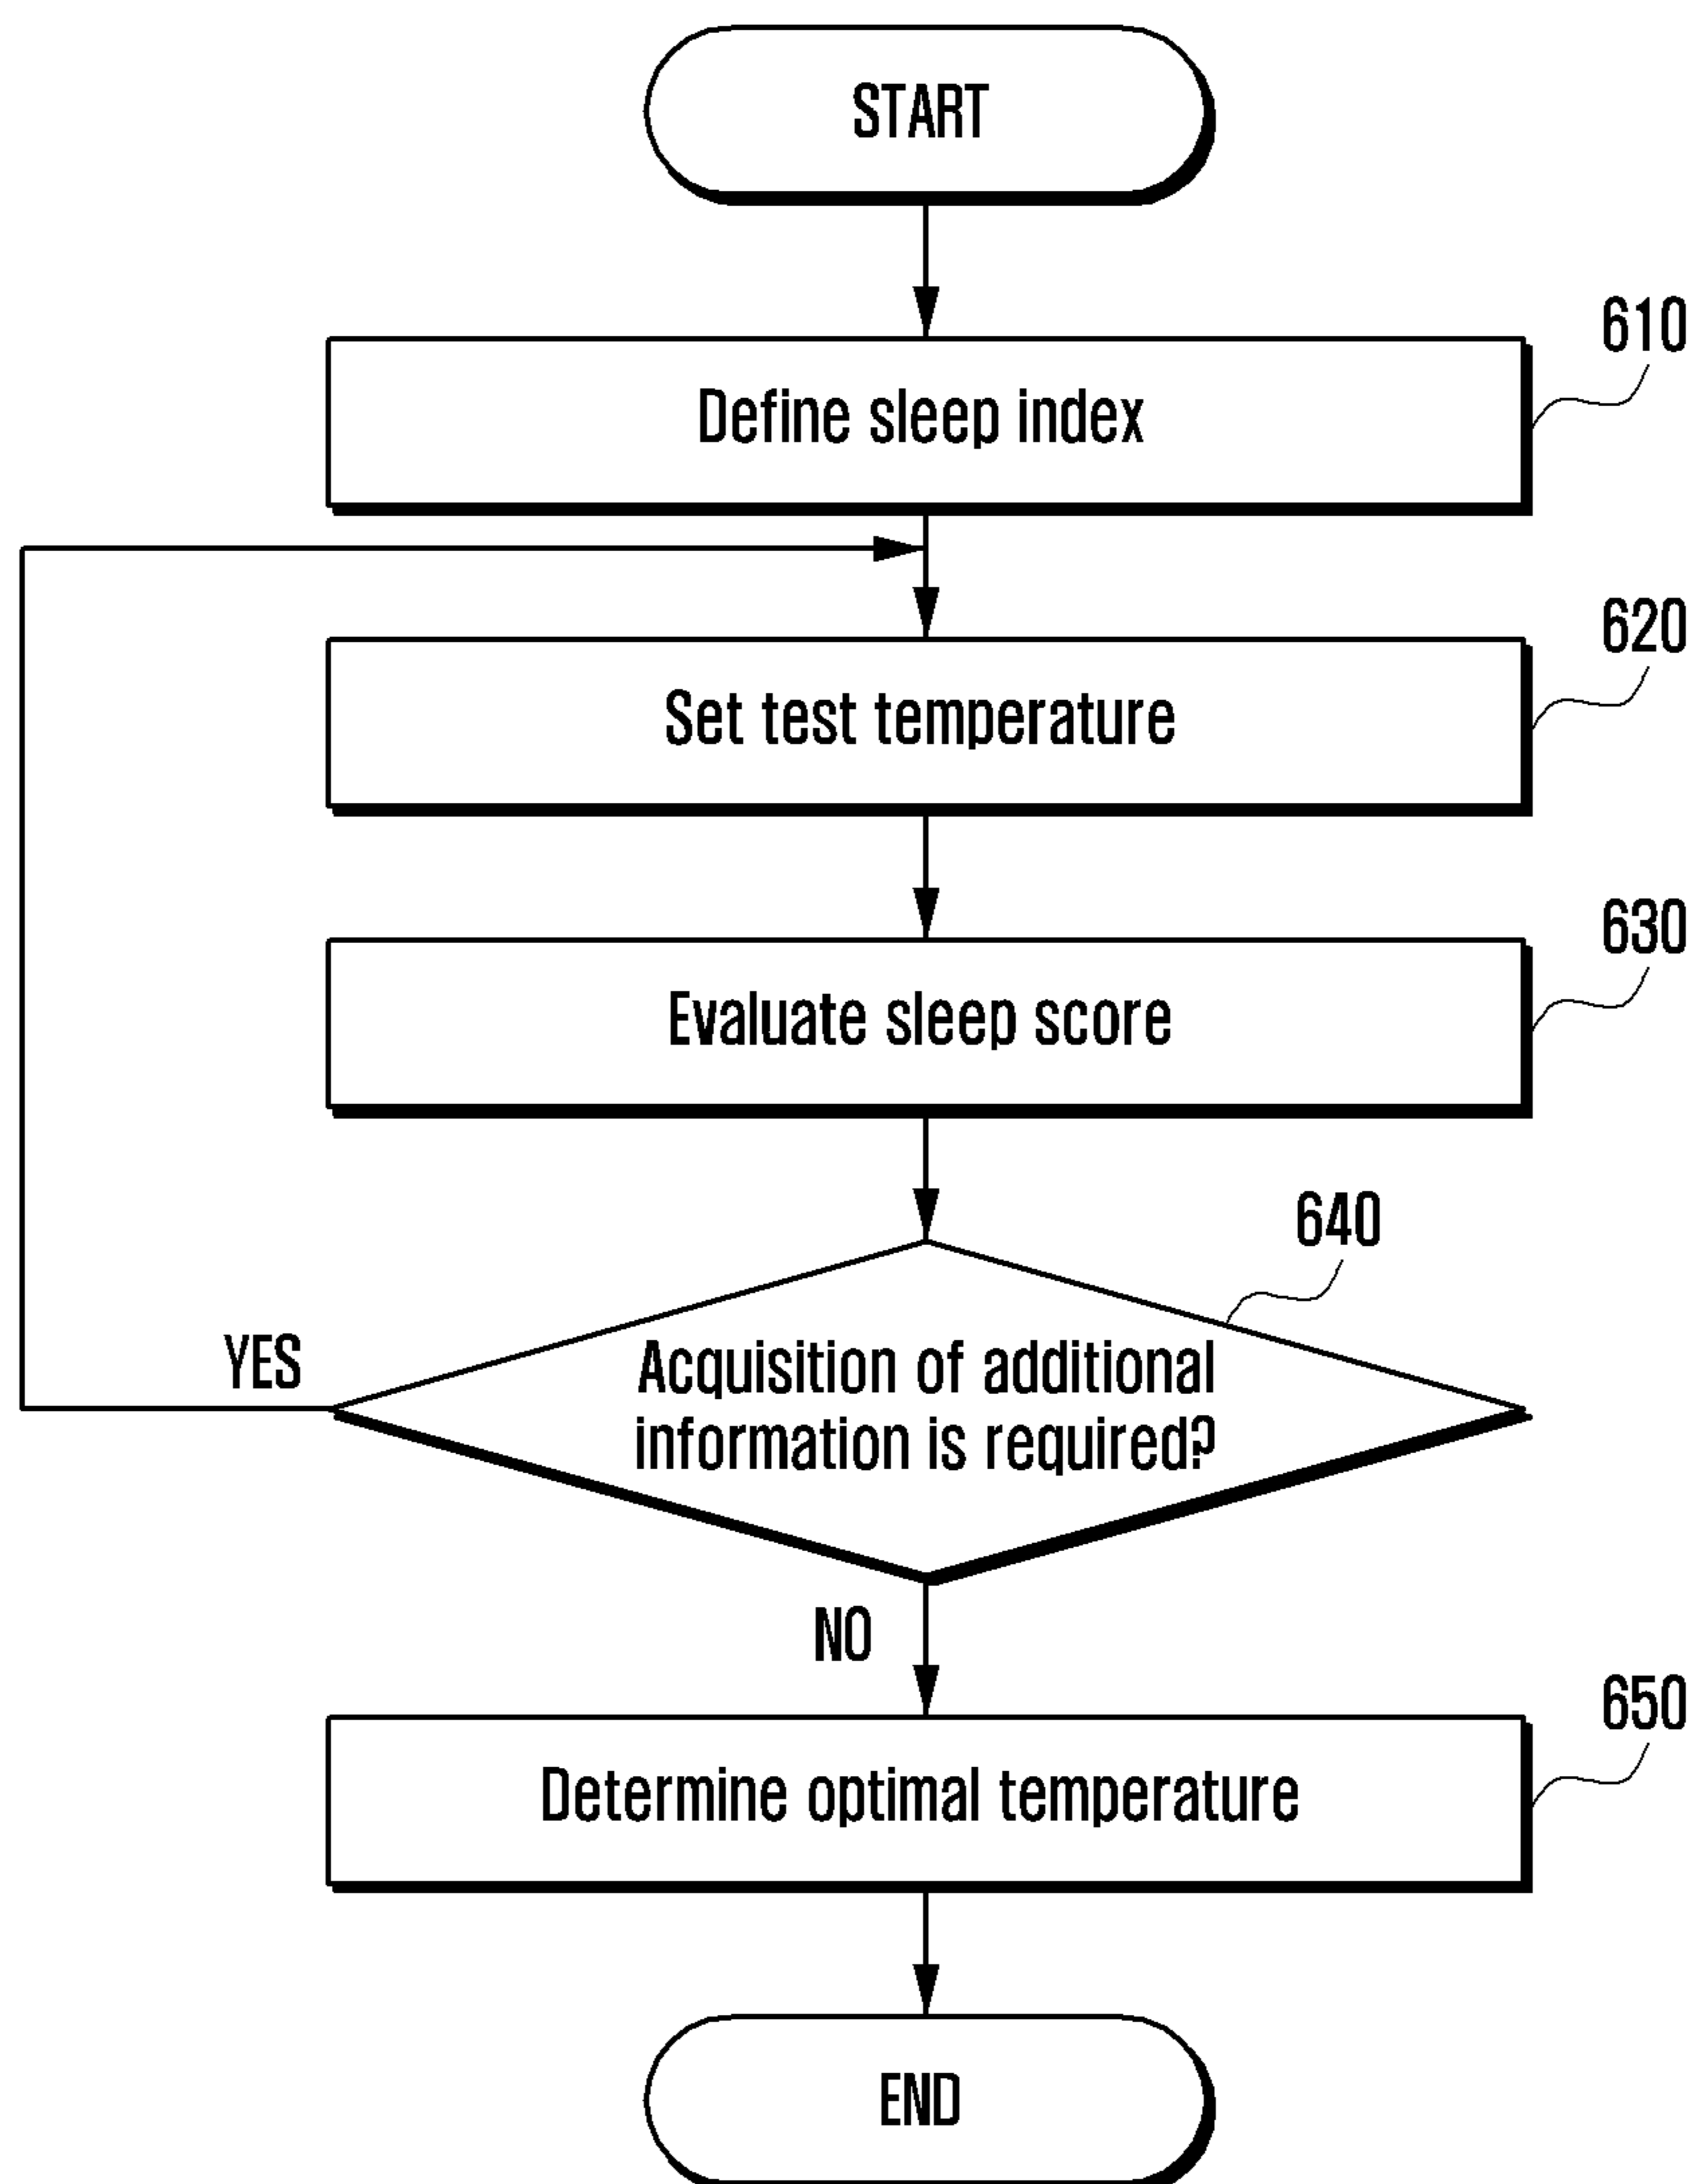 START
610
Define sleep index
620
Set test temperature
630
Evaluate sleep score
640
YES
Acquisition of additional
information is required?
NO
650
Determine optimal temperature
END